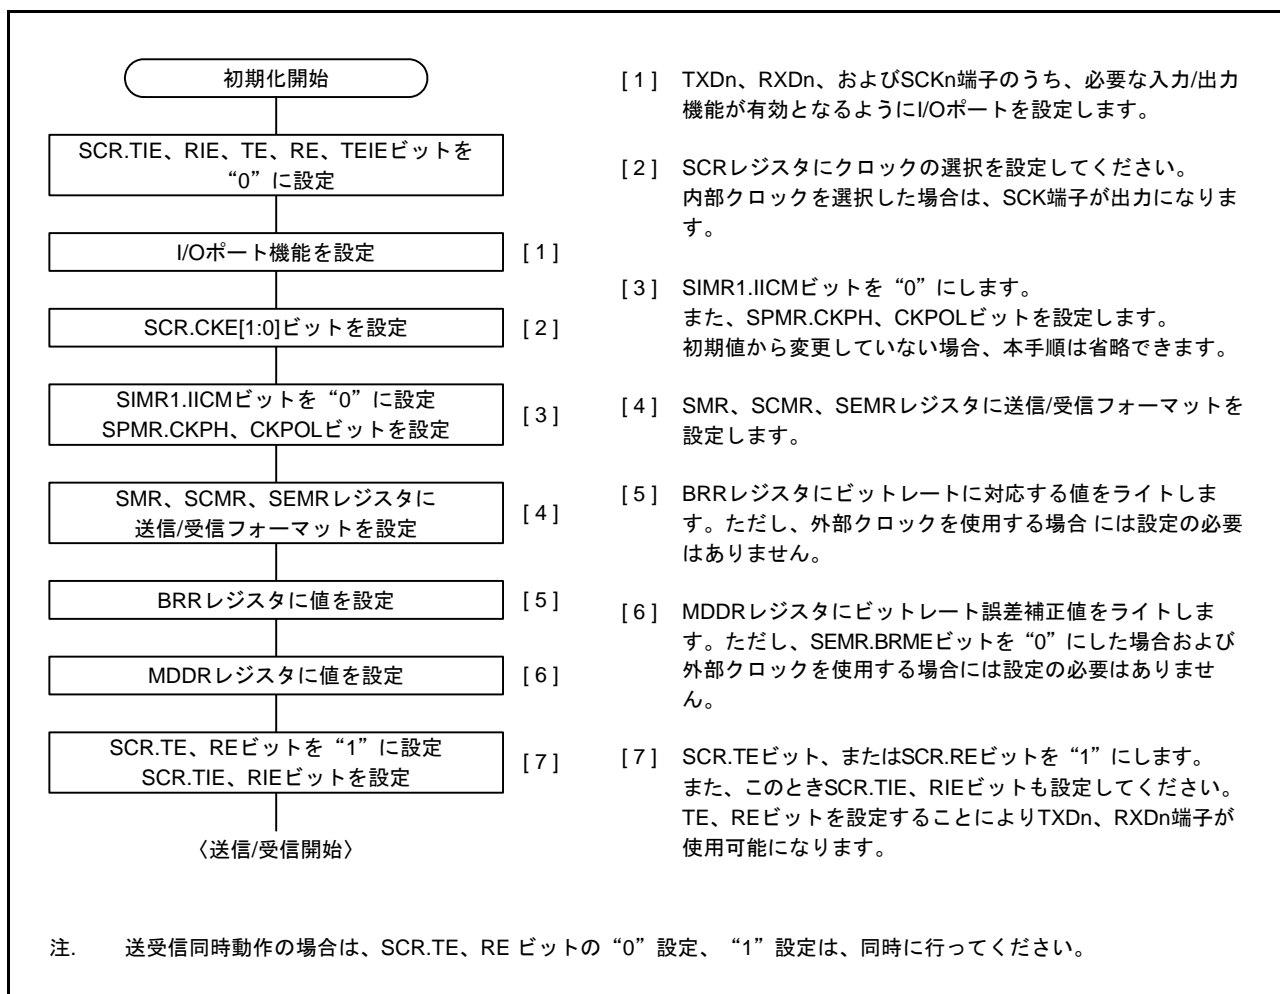 初期化開始
SCR.TIE、RIE、TE、RE、TEIEビットを
“0”に設定
I/Oポート機能を設定
[ 1 ]
SCR.CKE[1:0]ビットを設定
[ 2 ]
SIMR1.IICMビットを“0”に設定
SPMR.CKPH、CKPOLビットを設定
[ 3 ]
SMR、SCMR、SEMRレジスタに
送信/受信フォーマットを設定
[ 4 ]
BRRレジスタに値を設定
[ 5 ]
MDDRレジスタに値を設定
[ 6 ]
SCR.TE、REビットを“1”に設定
SCR.TIE、RIEビットを設定
[ 7 ]
〈送信/受信開始〉
[ 1 ] TXDn、RXDn、およびSCKn端子のうち、必要な入力/出力
機能が有効となるようにI/Oポートを設定します。
[ 2 ] SCRレジスタにクロックの選択を設定してください。
内部クロックを選択した場合は、SCK端子が出力になりま
す。
[ 3 ] SIMR1.IICMビットを“0”にします。
また、SPMR.CKPH、CKPOLビットを設定します。
初期値から変更していない場合、本手順は省略できます。
[ 4 ] SMR、SCMR、SEMRレジスタに送信/受信フォーマットを
設定します。
[ 5 ] BRRレジスタにビットレートに対応する値をライトしま
す。ただし、外部クロックを使用する場合 には設定の必要
はありません。
[ 6 ] MDDRレジスタにビットレート誤差補正値をライトしま
す。ただし、SEMR.BRMEビットを“0”にした場合および
外部クロックを使用する場合には設定の必要はありませ
ん。
[ 7 ] SCR.TEビット、またはSCR.REビットを“1”にします。
また、このときSCR.TIE、RIEビットも設定してください。
TE、REビットを設定することによりTXDn、RXDn端子が
使用可能になります。
注. 送受信同時動作の場合は、SCR.TE、RE ビットの“0”設定、“1”設定は、同時に行ってください。